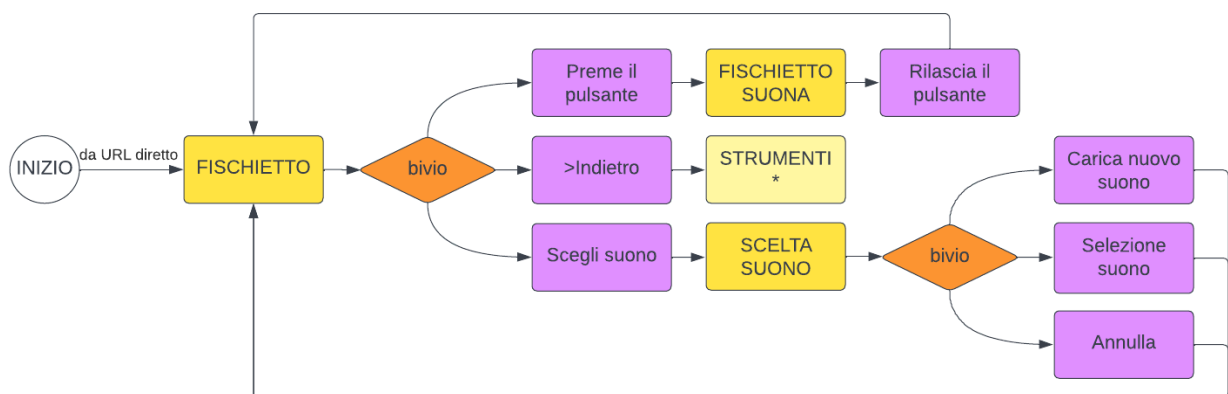 INIZIO
da URL diretto
FISCHIETTO
bivio
Preme il
pulsante
FISCHIETTO
SUONA
Rilascia il
pulsante
>Indietro
STRUMENTI
*
Scegli suono
SCELTA
SUONO
bivio
Carica nuovo
suono
Selezione
suono
Annulla